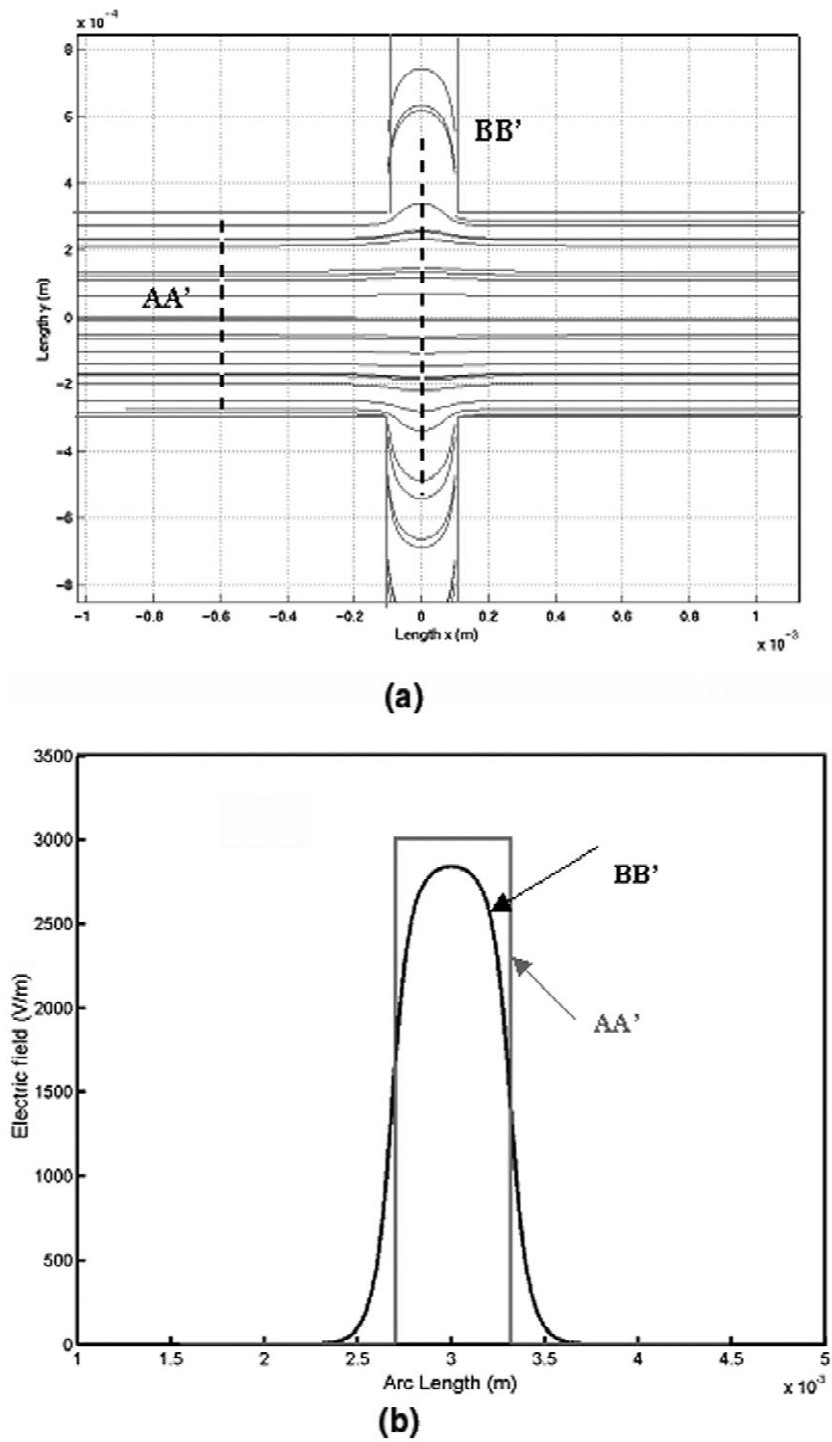 x 10⁻⁴
8
6
BB’
4
2
AA’
0
Length y (m)
−2
−4
−6
−8
−1 −0.8 −0.6 −0.4 −0.2 0 0.2 0.4 0.6 0.8 1
Length x (m)
x 10⁻³
(a)
3500
3000
BB’
2500
AA’
2000
Electric field (V/m)
1500
1000
500
0
1 1.5 2 2.5 3 3.5 4 4.5 5
Arc Length (m)
x 10⁻³
(b)